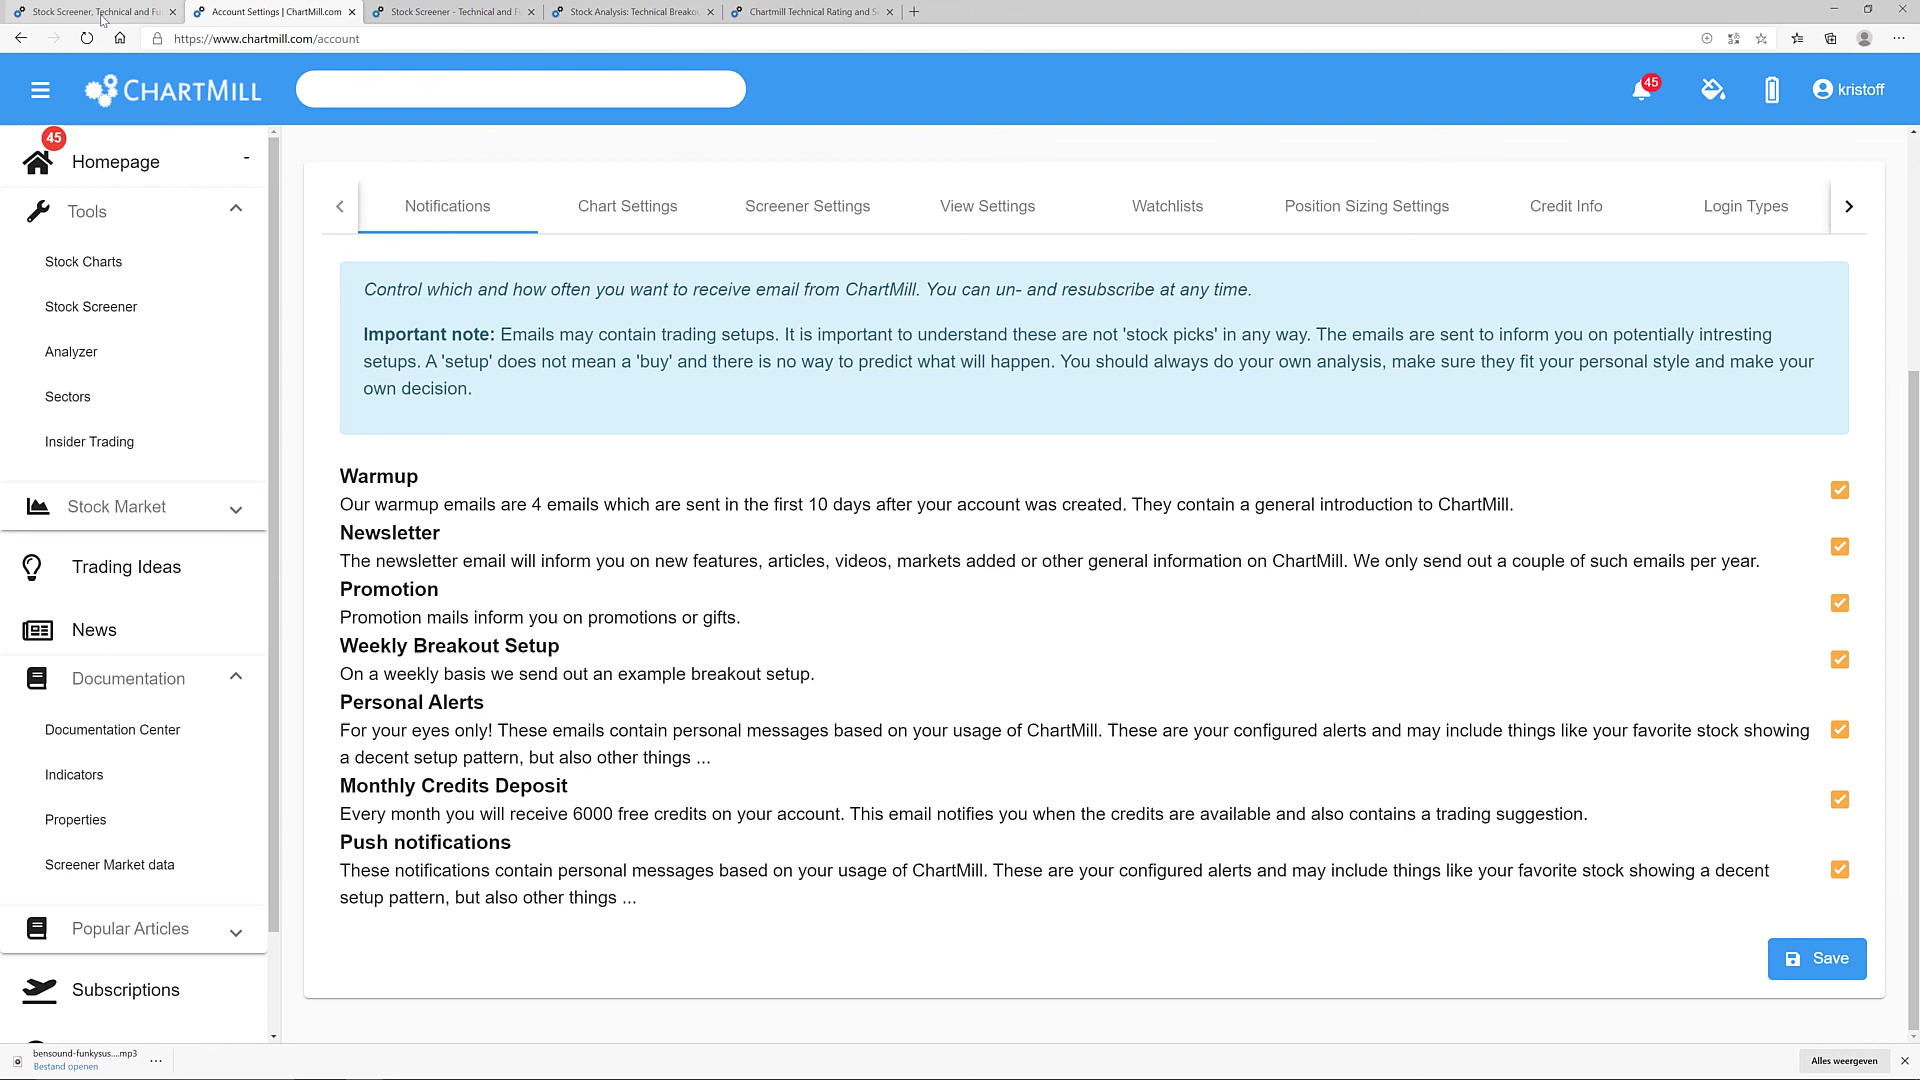 Stock Screener, Technical and Fu
Account Settings | ChartMill.com
Stock Screener - Technical and F
Stock Analysis: Technical Breako
Chartmill Technical Rating and S
https://www.chartmill.com/account
CHARTMILL
45
kristoff
45
Homepage
-
Tools
Stock Charts
Stock Screener
Analyzer
Sectors
Insider Trading
Stock Market
Trading Ideas
News
Documentation
Documentation Center
Indicators
Properties
Screener Market data
Popular Articles
Subscriptions
Notifications
Chart Settings
Screener Settings
View Settings
Watchlists
Position Sizing Settings
Credit Info
Login Types
Control which and how often you want to receive email from ChartMill. You can un- and resubscribe at any time.
Important note: Emails may contain trading setups. It is important to understand these are not 'stock picks' in any way. The emails are sent to inform you on potentially intresting
setups. A 'setup' does not mean a 'buy' and there is no way to predict what will happen. You should always do your own analysis, make sure they fit your personal style and make your
own decision.
Warmup
Our warmup emails are 4 emails which are sent in the first 10 days after your account was created. They contain a general introduction to ChartMill.
Newsletter
The newsletter email will inform you on new features, articles, videos, markets added or other general information on ChartMill. We only send out a couple of such emails per year.
Promotion
Promotion mails inform you on promotions or gifts.
Weekly Breakout Setup
On a weekly basis we send out an example breakout setup.
Personal Alerts
For your eyes only! These emails contain personal messages based on your usage of ChartMill. These are your configured alerts and may include things like your favorite stock showing
a decent setup pattern, but also other things ...
Monthly Credits Deposit
Every month you will receive 6000 free credits on your account. This email notifies you when the credits are available and also contains a trading suggestion.
Push notifications
These notifications contain personal messages based on your usage of ChartMill. These are your configured alerts and may include things like your favorite stock showing a decent
setup pattern, but also other things ...
Save
bensound-funkysus....mp3
Bestand openen
Alles weergeven